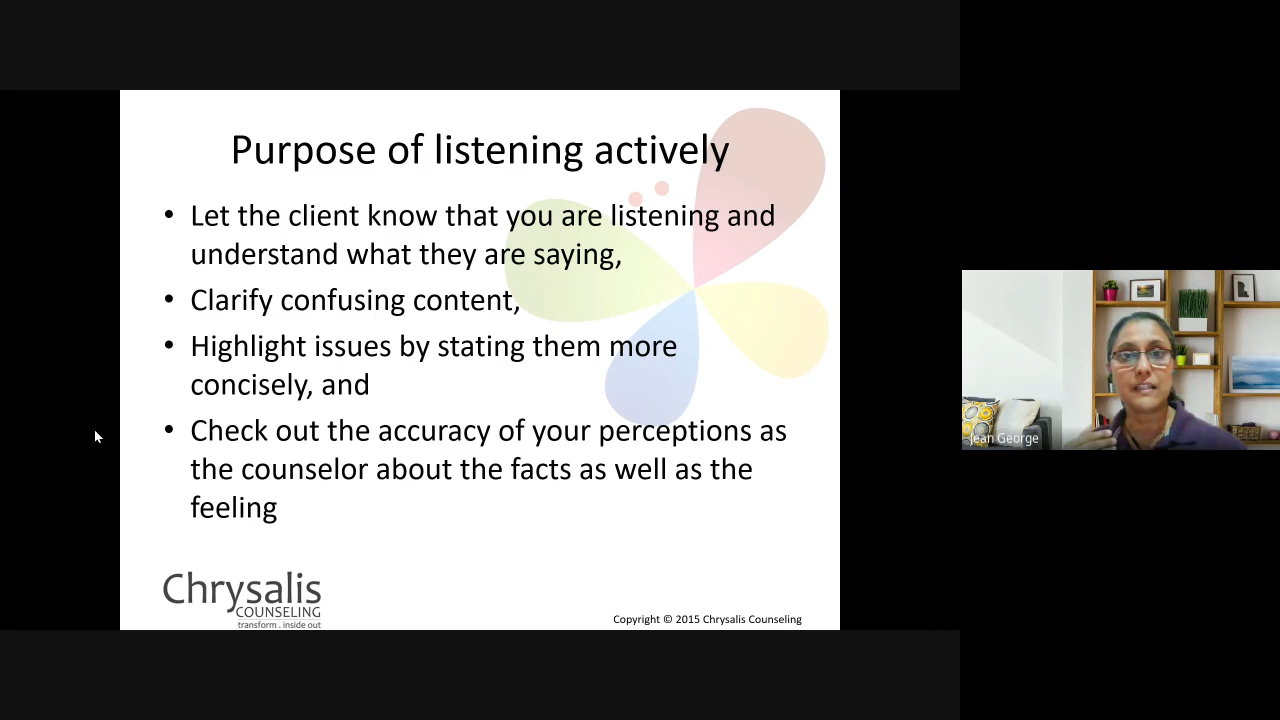 Purpose of listening actively
• Let the client know that you are listening and
understand what they are saying,
• Clarify confusing content,
• Highlight issues by stating them more
concisely, and
• Check out the accuracy of your perceptions as
the counselor about the facts as well as the
feeling
Chrysalis
COUNSELING
transform . inside out
Copyright © 2015 Chrysalis Counseling
Jean George